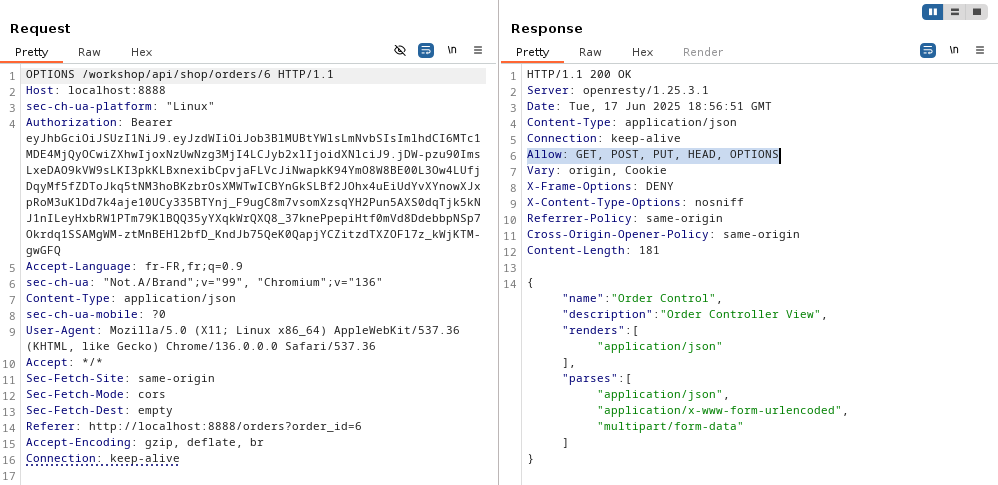 Request
Pretty Raw Hex
\n
1 OPTIONS /workshop/api/shop/orders/6 HTTP/1.1
2 Host: localhost:8888
3 sec-ch-ua-platform: "Linux"
4 Authorization: Bearer
eyJhbGciOiJSUzI1NiJ9.eyJzdWIiOiJob3BlMUBtYWlsLmNvbSIsImlhdCI6MTc1
MDE4MjQyOCwiZXhwIjoxNzUwNzg3MjI4LCJyb2xlIjoidXNlciJ9.jDW-pzu90Ims
LxeDAO9kVW9sLKI3pkKLBxnexibCpvjaFLVcJiNwapkK94YmO8W8BE00L3Ow4LUfj
DqyMf5fZDToJkq5tNM3hoBKzbrOsXMWTwICBYnGkSLBf2JOhx4uEiUdYvXYnowXJx
pRoM3uKlDd7k4aje10UCy335BTYnj_F9ugC8m7vsomXzsqYH2Pun5AXS0dqTjk5kN
J1nILeyHxbRW1PTm79KlBQQ35yYXqkWrQXQ8_37knePpepiHtf0mVd8DdebbpNSp7
Okrdq1SSAMgWM-ztMnBEHl2bfD_KndJb75QeK0QapjYCZitzdTXZOFl7z_kWjKTM-
gwGFQ
5 Accept-Language: fr-FR,fr;q=0.9
6 sec-ch-ua: "Not.A/Brand";v="99", "Chromium";v="136"
7 Content-Type: application/json
8 sec-ch-ua-mobile: ?0
9 User-Agent: Mozilla/5.0 (X11; Linux x86_64) AppleWebKit/537.36
(KHTML, like Gecko) Chrome/136.0.0.0 Safari/537.36
10 Accept: */*
11 Sec-Fetch-Site: same-origin
12 Sec-Fetch-Mode: cors
13 Sec-Fetch-Dest: empty
14 Referer: http://localhost:8888/orders?order_id=6
15 Accept-Encoding: gzip, deflate, br
16 Connection: keep-alive
17
Response
Pretty Raw Hex Render
\n
1 HTTP/1.1 200 OK
2 Server: openresty/1.25.3.1
3 Date: Tue, 17 Jun 2025 18:56:51 GMT
4 Content-Type: application/json
5 Connection: keep-alive
6 Allow: GET, POST, PUT, HEAD, OPTIONS
7 Vary: origin, Cookie
8 X-Frame-Options: DENY
9 X-Content-Type-Options: nosniff
10 Referrer-Policy: same-origin
11 Cross-Origin-Opener-Policy: same-origin
12 Content-Length: 181
13
14 {
"name":"Order Control",
"description":"Order Controller View",
"renders":[
"application/json"
],
"parses":[
"application/json",
"application/x-www-form-urlencoded",
"multipart/form-data"
]
}